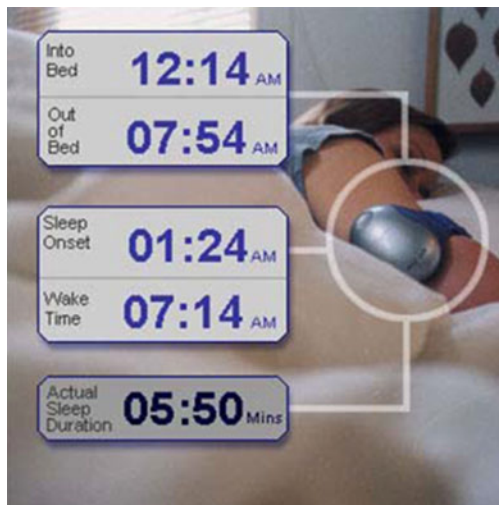 Into
Bed
12:14 AM
Out
of
Bed
07:54 AM
Sleep
Onset
01:24 AM
Wake
Time
07:14 AM
Actual
Sleep
Duration
05:50 Mins